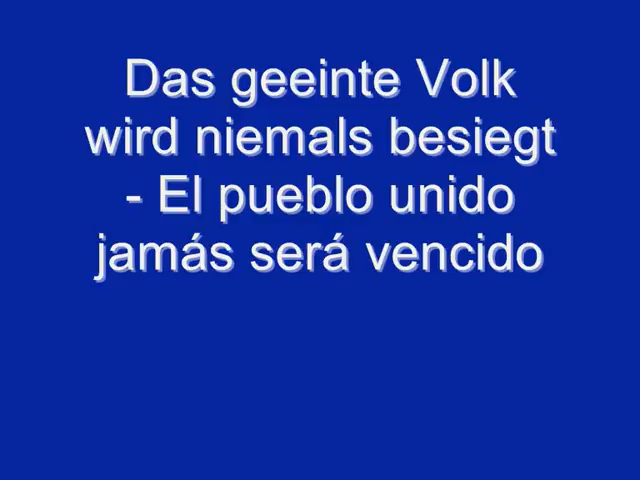 Das geeinte Volk
wird niemals besiegt
- El pueblo unido
jamás será vencido